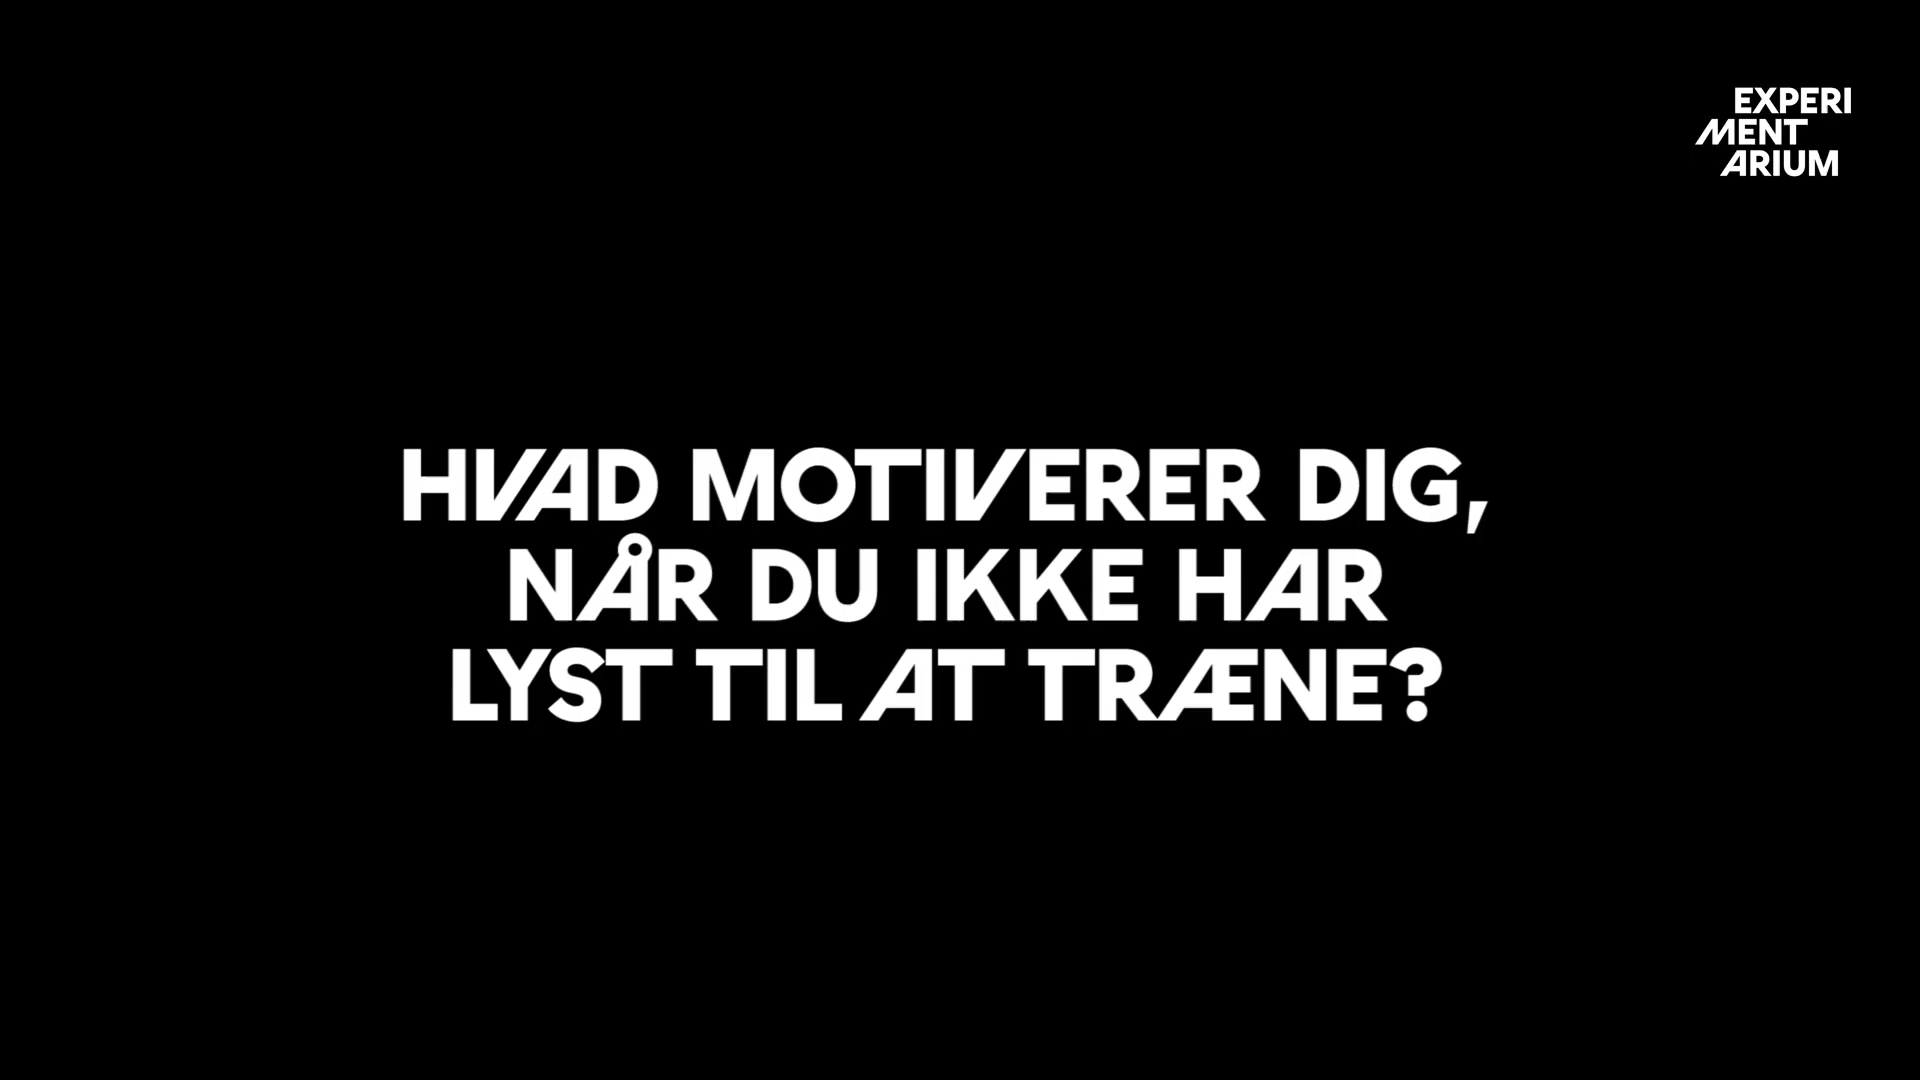 EXPERI
MENT
ARIUM
HVAD MOTIVERER DIG,
NÅR DU IKKE HAR
LYST TIL AT TRÆNE?